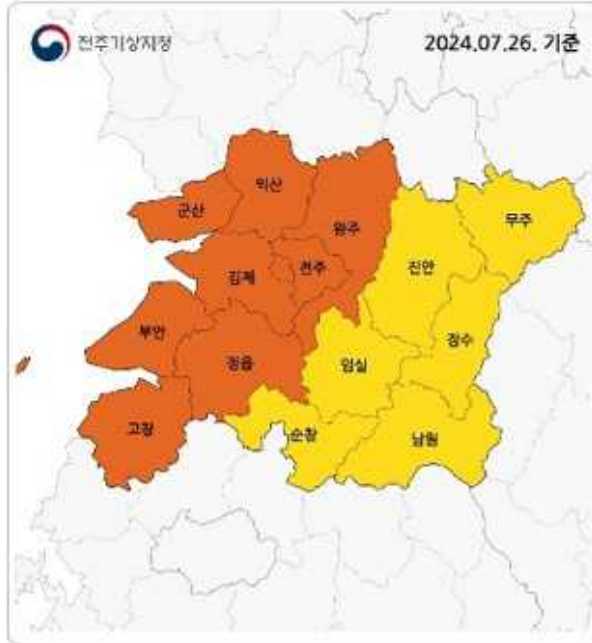 전주기상지청
2024.07.26. 기준
익산
군산
완주
무주
김제
전주
진안
부안
정읍
임실
장수
고창
순창
남원